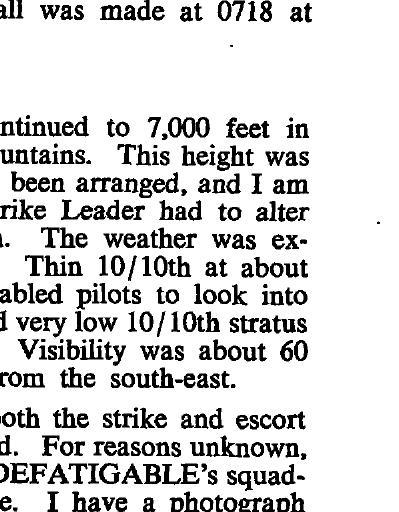 all was made at 0718 at
ntinued to 7,000 feet in
untains. This height was
been arranged, and I am
rike Leader had to alter
. The weather was ex-
Thin 10/10th at about
abled pilots to look into
d very low 10/10th stratus
Visibility was about 60
rom the south-east.
oth the strike and escort
d. For reasons unknown,
DEFATIGABLE's squad-
e. I have a photograph